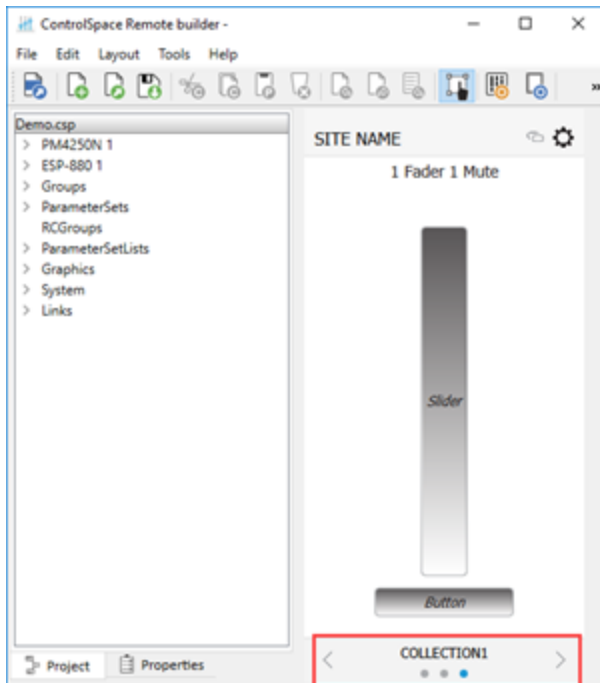 ControlSpace Remote builder -
File Edit Layout Tools Help
Demo.csp
PM4250N 1
ESP-880 1
Groups
ParameterSets
RCGroups
ParameterSetLists
Graphics
System
Links
Project Properties
SITE NAME
1 Fader 1 Mute
Slider
Button
COLLECTION1